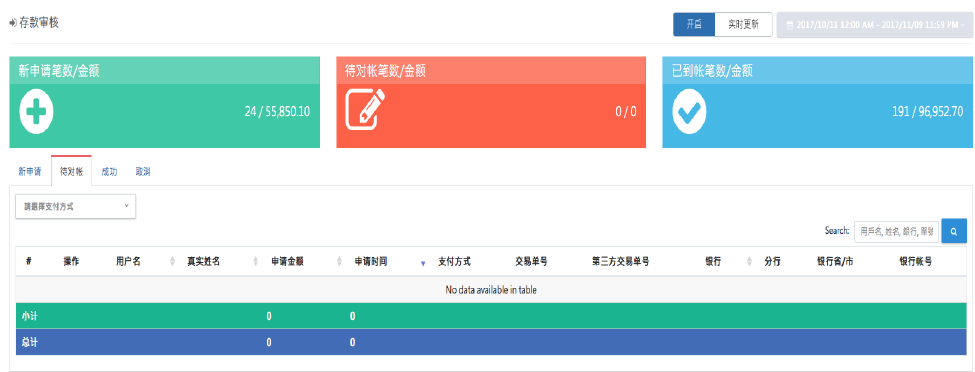 存款审核
开启 实时更新 2017/10/11 12:00 AM - 2017/11/09 11:59 PM
新申请笔数/金额 待对帐笔数/金额 已到帐笔数/金额
24 / 55,850.10 0 / 0 191 / 96,952.70
新申请 待对帐 成功 取消
請選擇支付方式
Search: 用戶名, 姓名, 銀行, 單號
# 操作 用户名 真实姓名 申请金额 申请时间 支付方式 交易单号 第三方交易单号 银行 分行 银行省/市 银行帐号
No data available in table
小计 0 0
总计 0 0